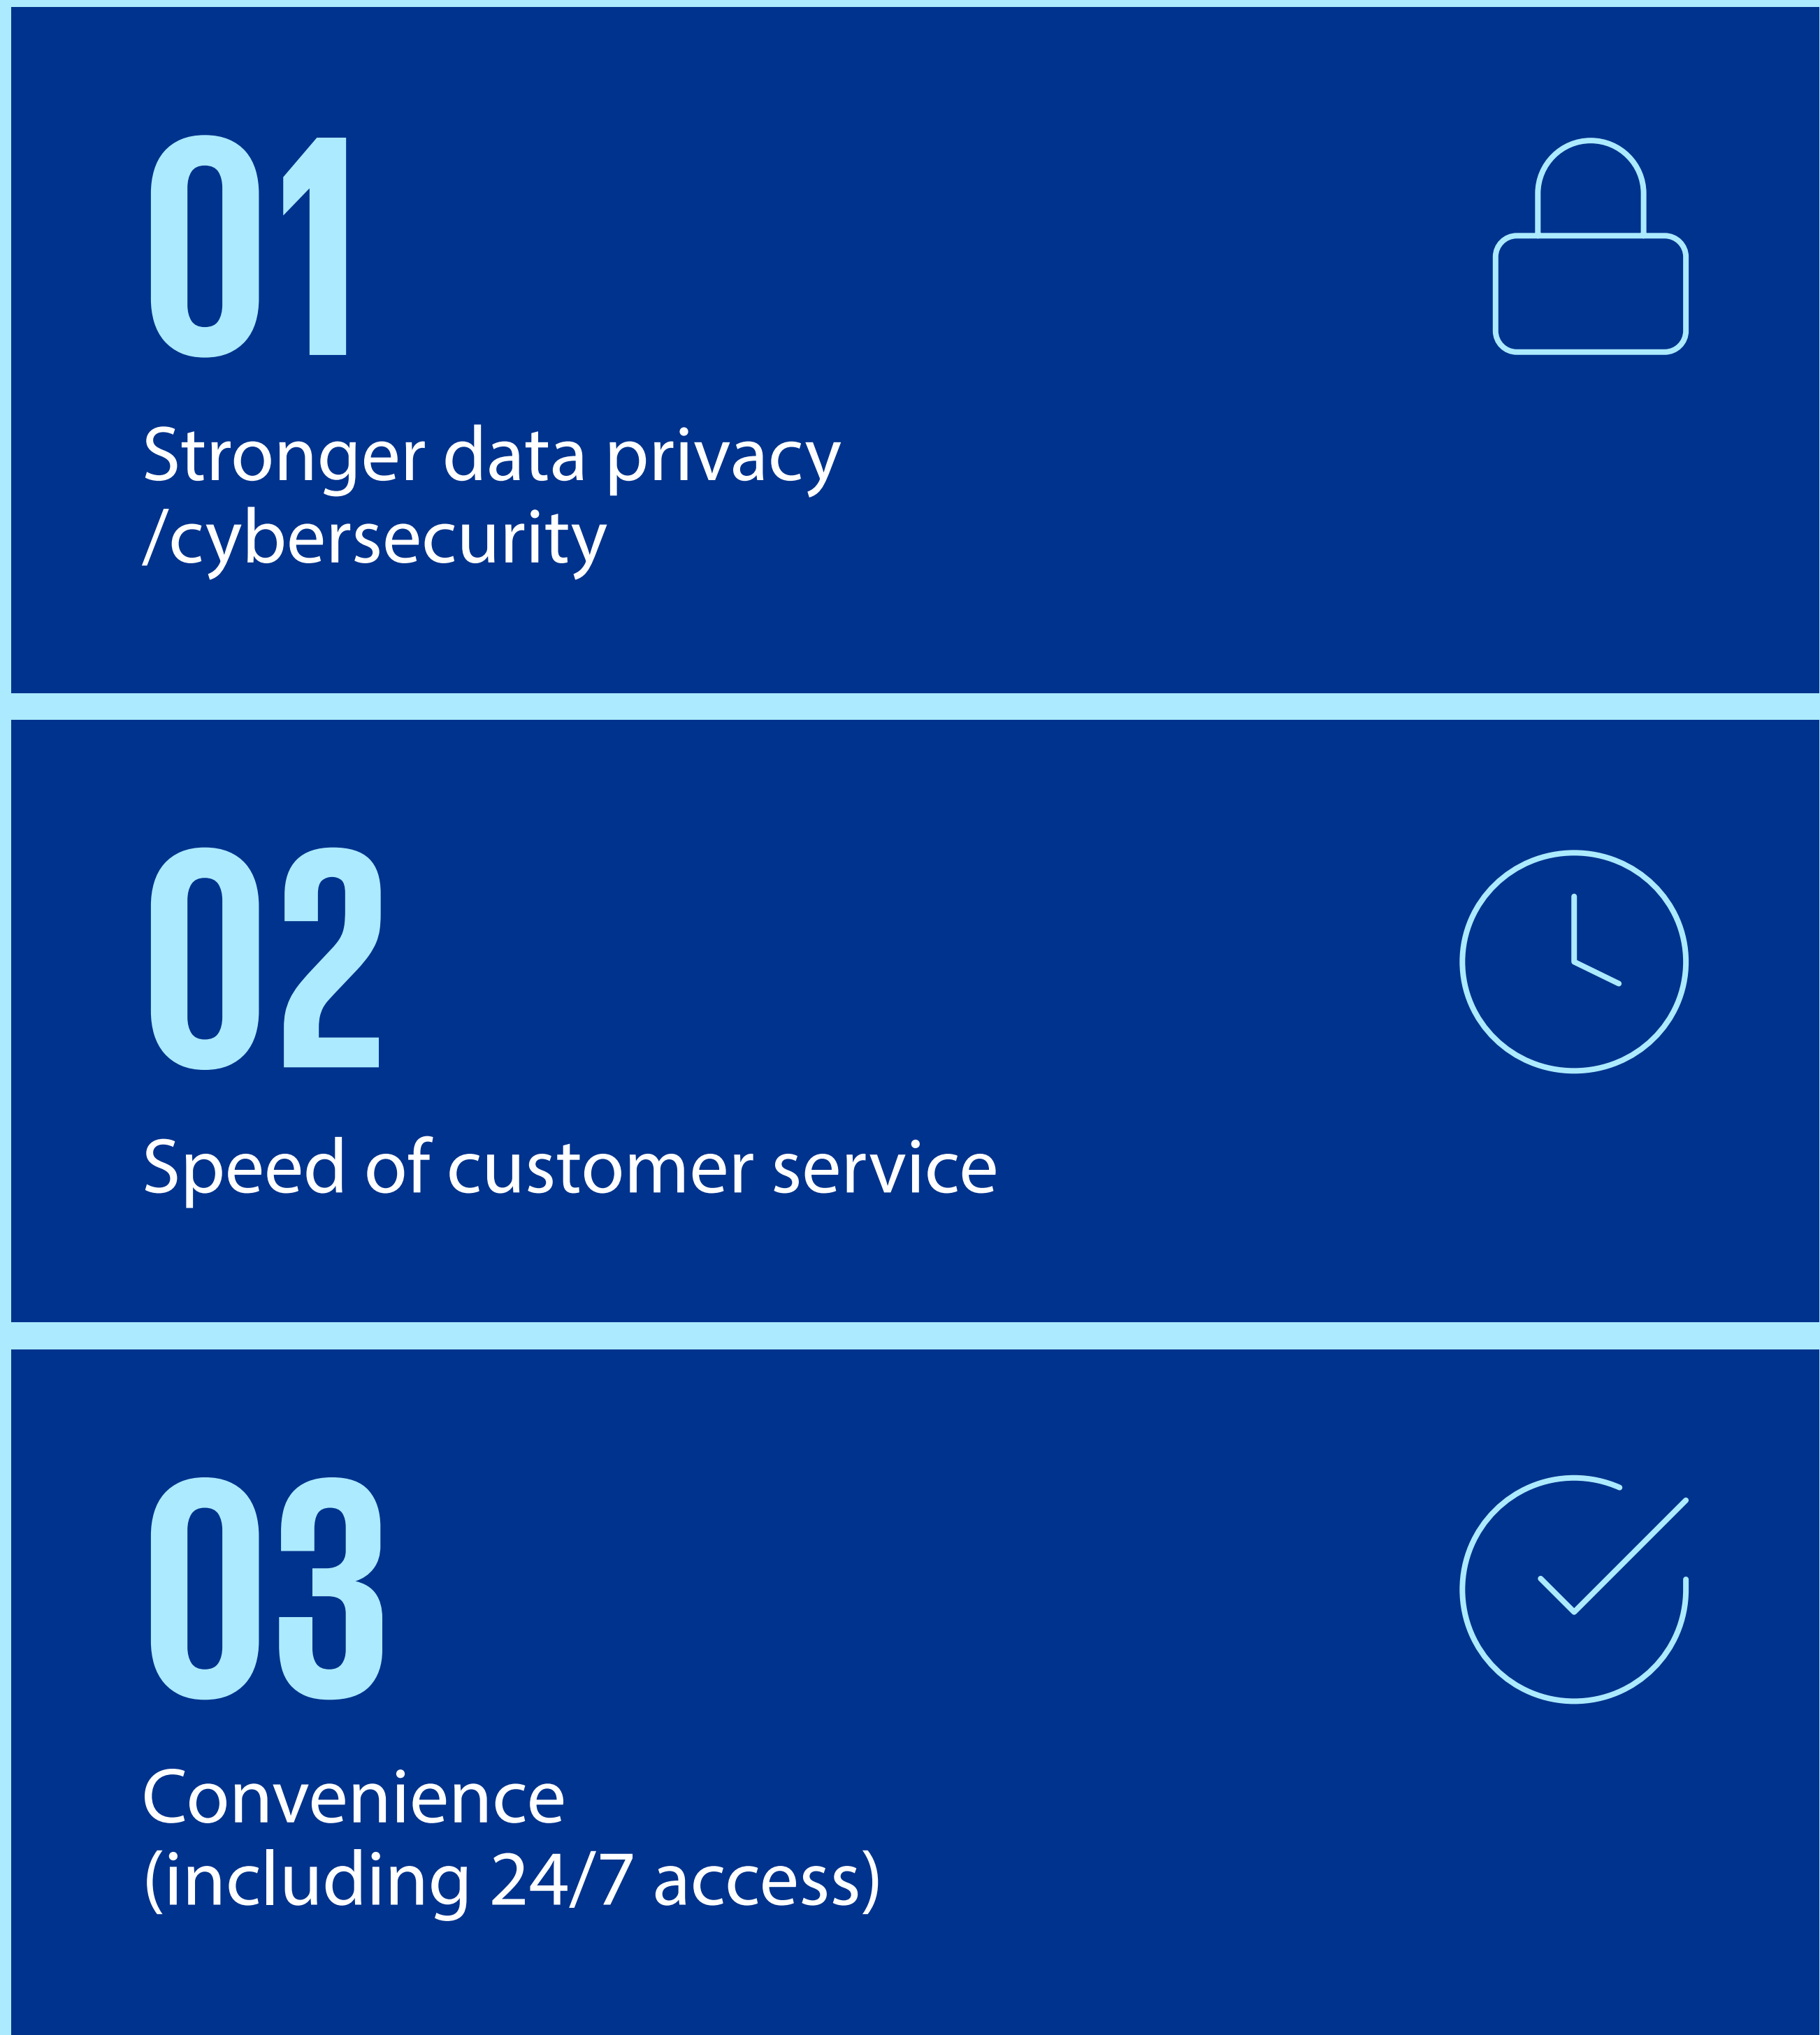 01
Stronger data privacy
/cybersecurity
02
Speed of customer service
03
Convenience
(including 24/7 access)